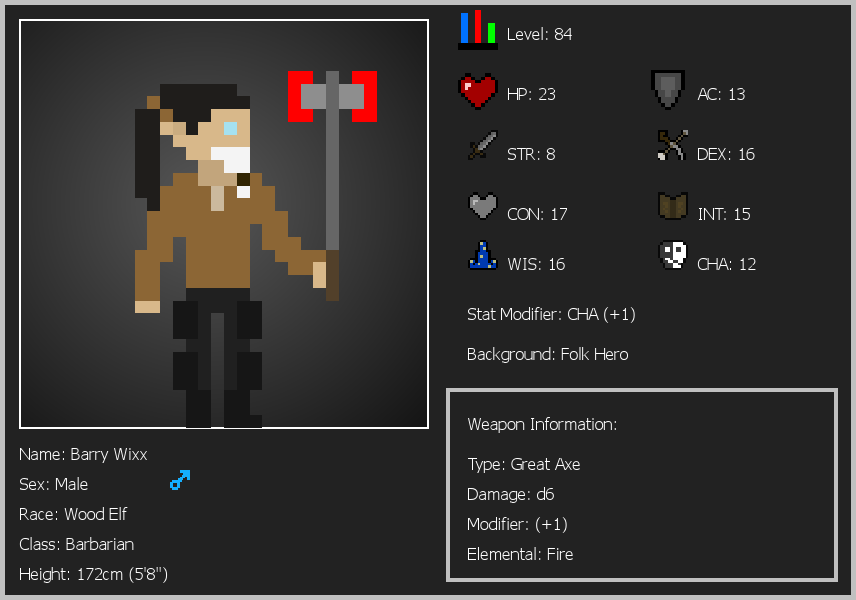 Level: 84
HP: 23
AC: 13
STR: 8
DEX: 16
CON: 17
INT: 15
WIS: 16
CHA: 12
Stat Modifier: CHA (+1)
Background: Folk Hero
Weapon Information:
Type: Great Axe
Damage: d6
Modifier: (+1)
Elemental: Fire
Name: Barry Wixx
Sex: Male
Race: Wood Elf
Class: Barbarian
Height: 172cm (5'8")